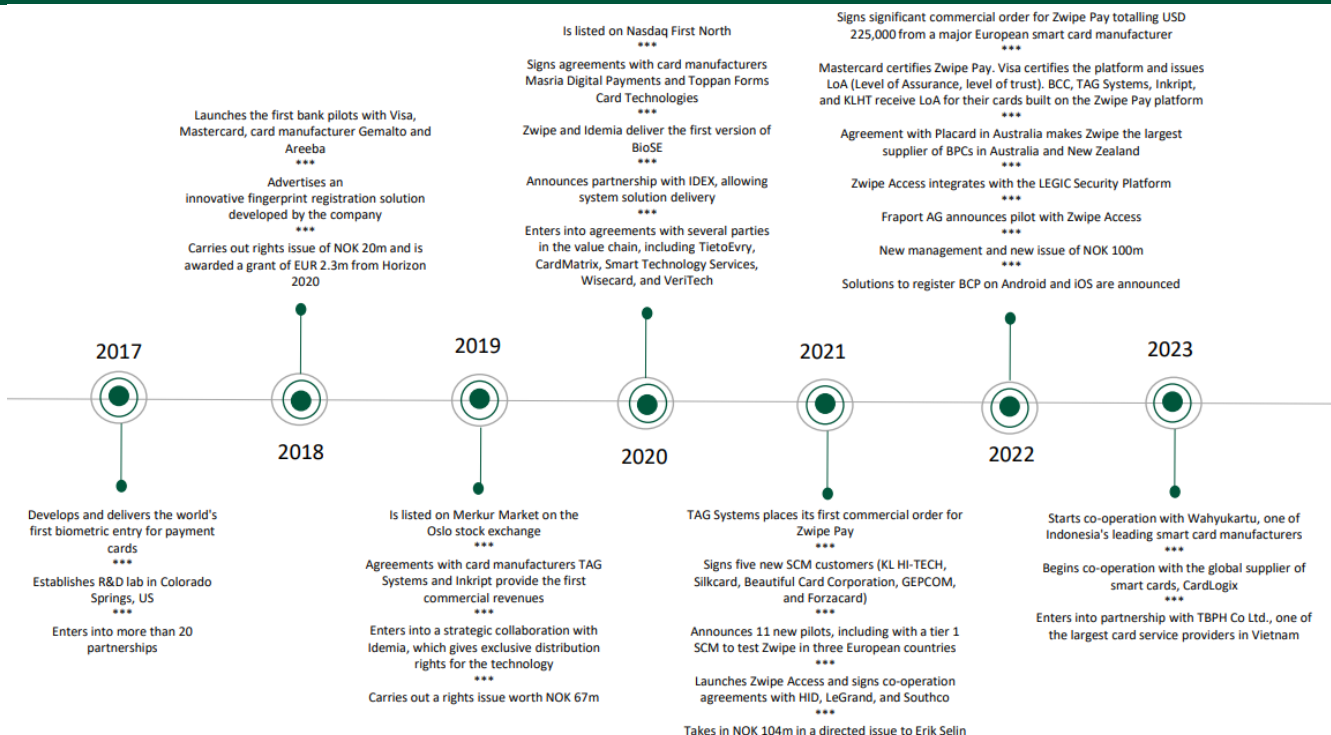 2017
Develops and delivers the world's
first biometric entry for payment
cards
***
Establishes R&D lab in Colorado
Springs, US
***
Enters into more than 20
partnerships
Launches the first bank pilots with Visa,
Mastercard, card manufacturer Gemalto and
Areeba
***
Advertises an
innovative fingerprint registration solution
developed by the company
***
Carries out rights issue of NOK 20m and is
awarded a grant of EUR 2.3m from Horizon
2020
2018
2019
Is listed on Merkur Market on the
Oslo stock exchange
***
Agreements with card manufacturers TAG
Systems and Inkript provide the first
commercial revenues
***
Enters into a strategic collaboration with
Idemia, which gives exclusive distribution
rights for the technology
***
Carries out a rights issue worth NOK 67m
Is listed on Nasdaq First North
***
Signs agreements with card manufacturers
Masria Digital Payments and Toppan Forms
Card Technologies
***
Zwipe and Idemia deliver the first version of
BioSE
***
Announces partnership with IDEX, allowing
system solution delivery
***
Enters into agreements with several parties
in the value chain, including TietoEvry,
CardMatrix, Smart Technology Services,
Wisecard, and VeriTech
2020
2021
TAG Systems places its first commercial order for
Zwipe Pay
***
Signs five new SCM customers (KL HI-TECH,
Silkcard, Beautiful Card Corporation, GEPCOM,
and Forzacard)
***
Announces 11 new pilots, including with a tier 1
SCM to test Zwipe in three European countries
***
Launches Zwipe Access and signs co-operation
agreements with HID, LeGrand, and Southco
***
Takes in NOK 104m in a directed issue to Erik Selin
Signs significant commercial order for Zwipe Pay totalling USD
225,000 from a major European smart card manufacturer
***
Mastercard certifies Zwipe Pay. Visa certifies the platform and issues
LoA (Level of Assurance, level of trust). BCC, TAG Systems, Inkript,
and KLHT receive LoA for their cards built on the Zwipe Pay platform
***
Agreement with Placard in Australia makes Zwipe the largest
supplier of BPCs in Australia and New Zealand
***
Zwipe Access integrates with the LEGIC Security Platform
***
Fraport AG announces pilot with Zwipe Access
***
New management and new issue of NOK 100m
***
Solutions to register BCP on Android and iOS are announced
2022
2023
Starts co-operation with Wahyukartu, one of
Indonesia's leading smart card manufacturers
***
Begins co-operation with the global supplier of
smart cards, CardLogix
***
Enters into partnership with TBPH Co Ltd., one of
the largest card service providers in Vietnam